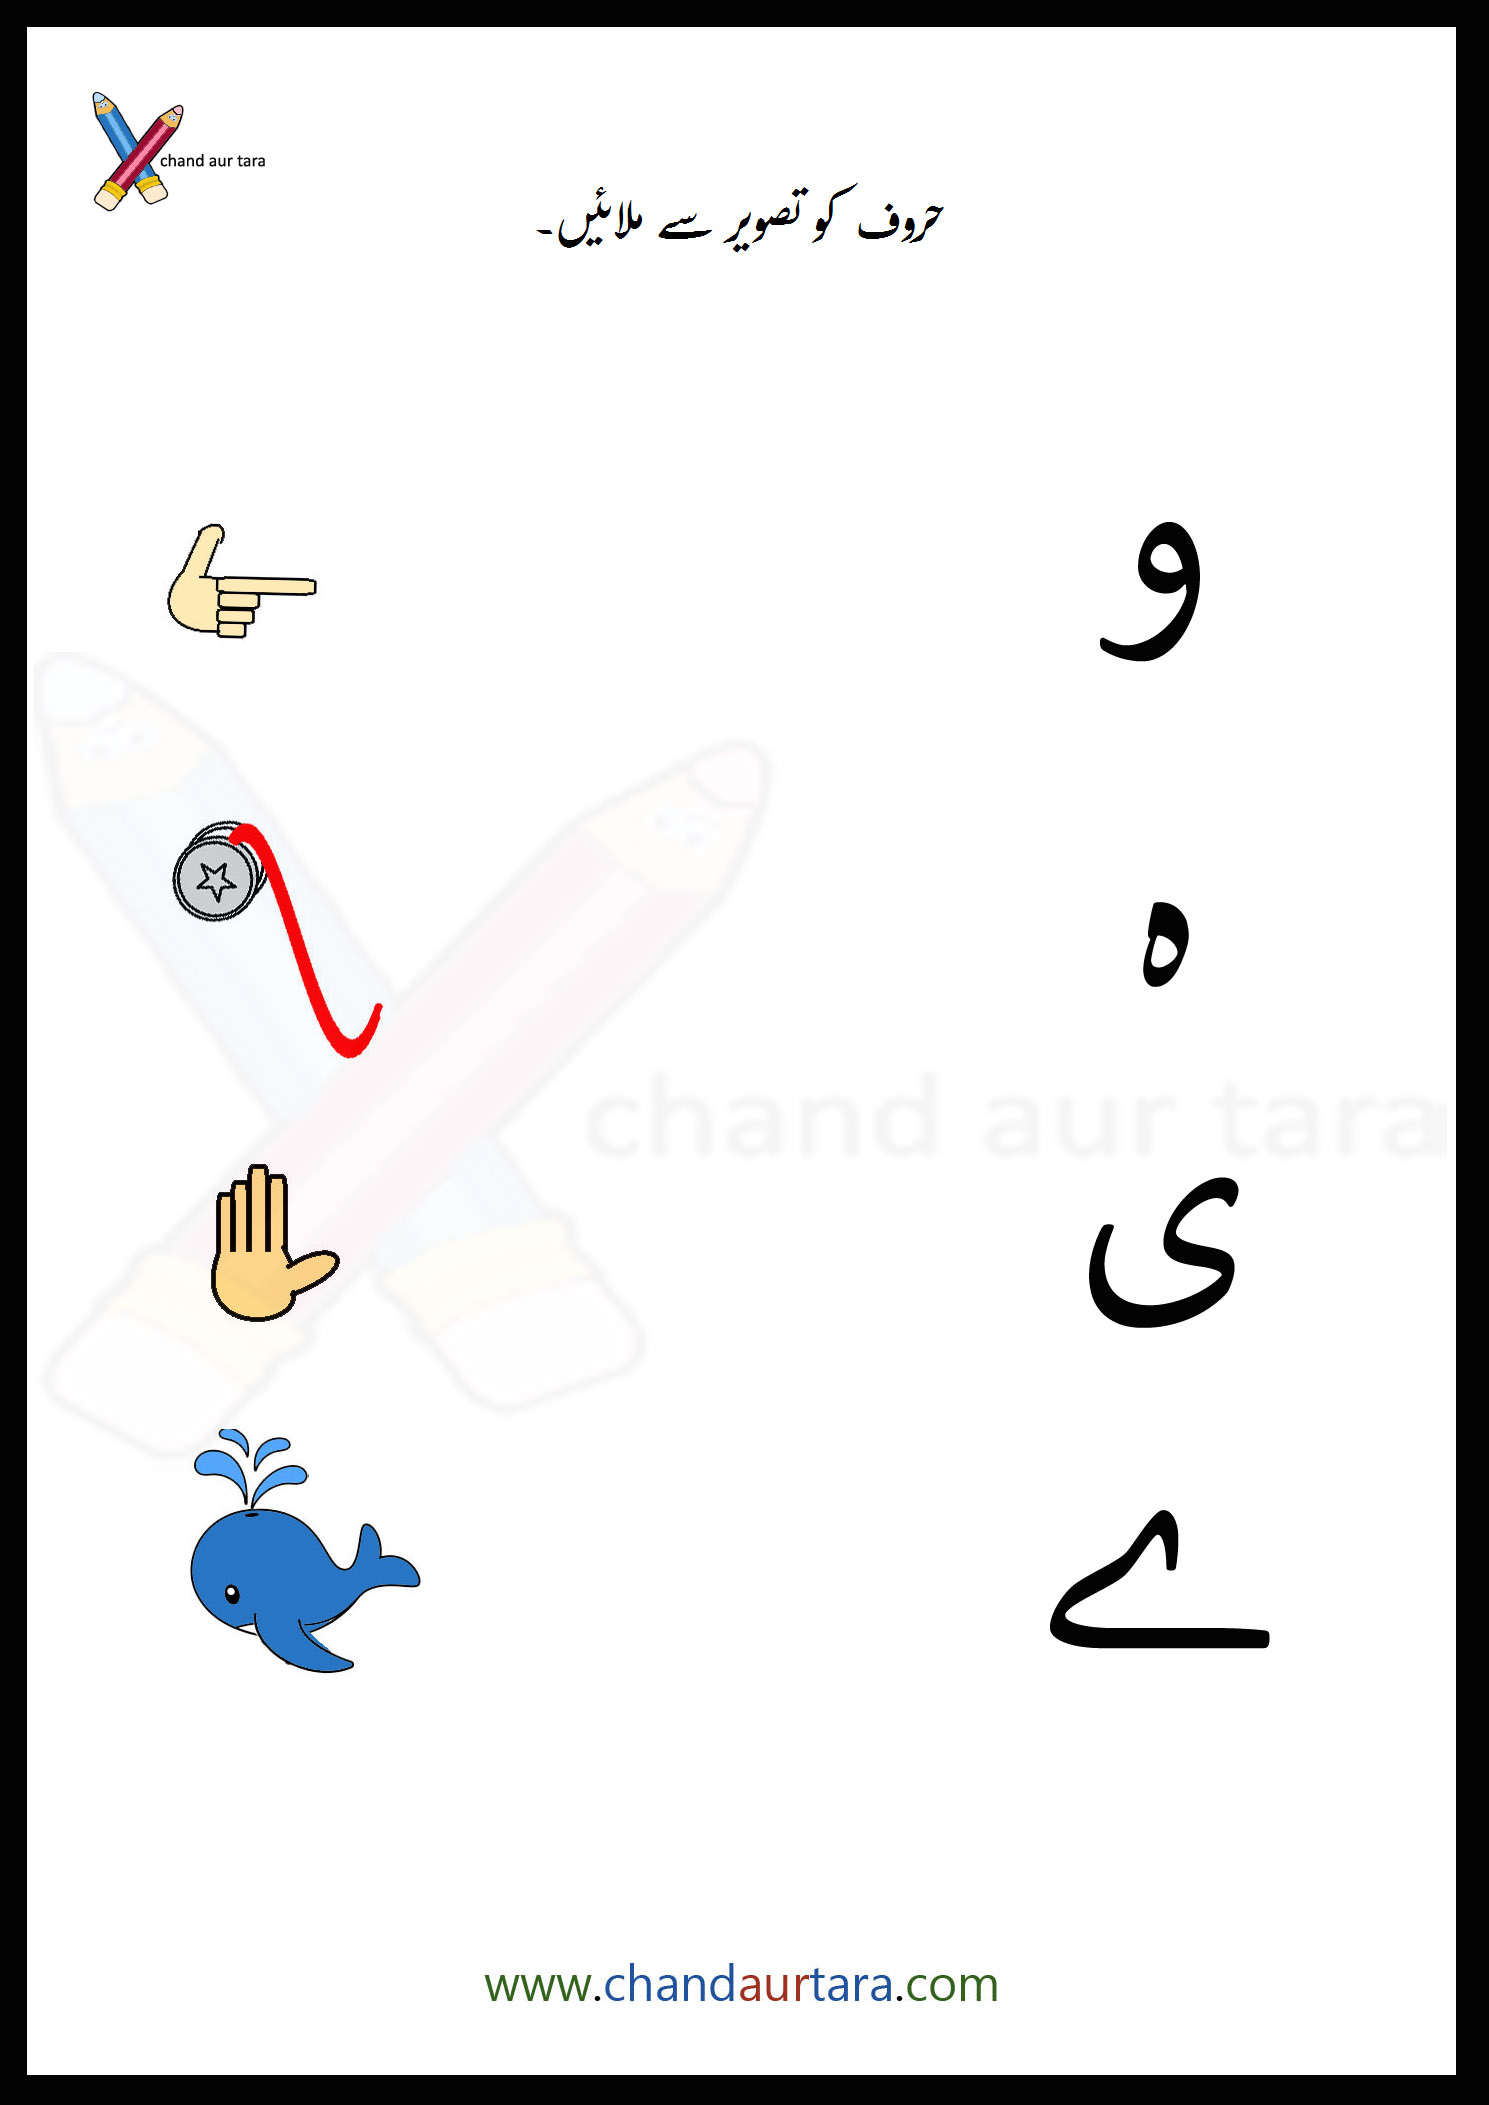 chand aur tara
حروف کو تصویر سے ملائیں۔
و
ہ
chand aur tara
ی
ے
www.chandaurtara.com